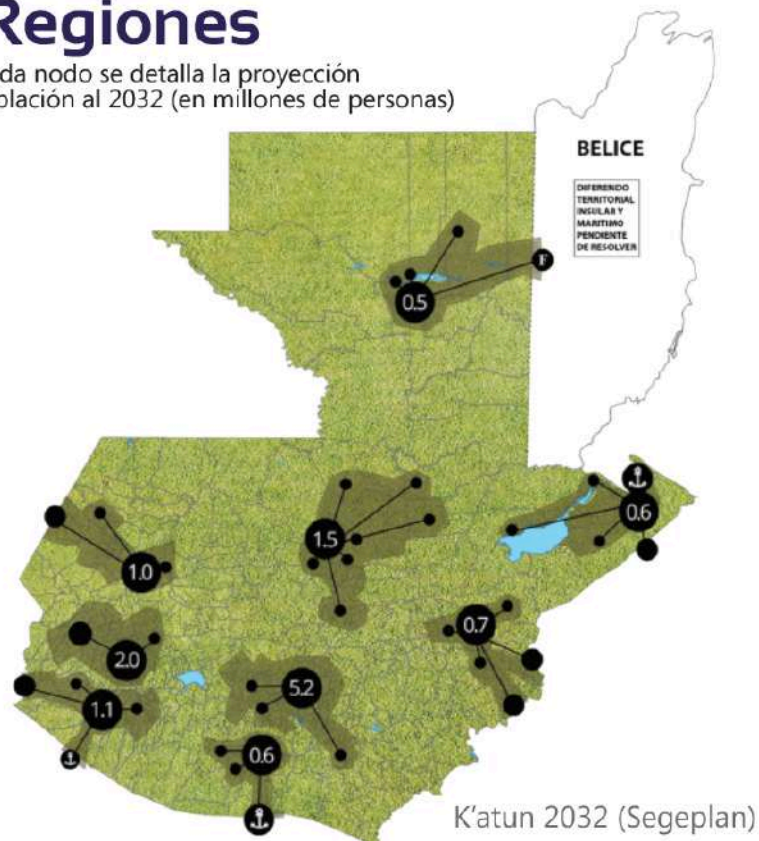 Regiones
da nodo se detalla la proyección
blación al 2032 (en millones de personas)
BELICE
DIFERENDO
TERRITORIAL
INSULAR Y
MARITIMO
PENDIENTE
DE RESOLVER
F
0.5
0.6
1.5
1.0
0.7
2.0
5.2
1.1
0.6
K'atun 2032 (Segeplan)